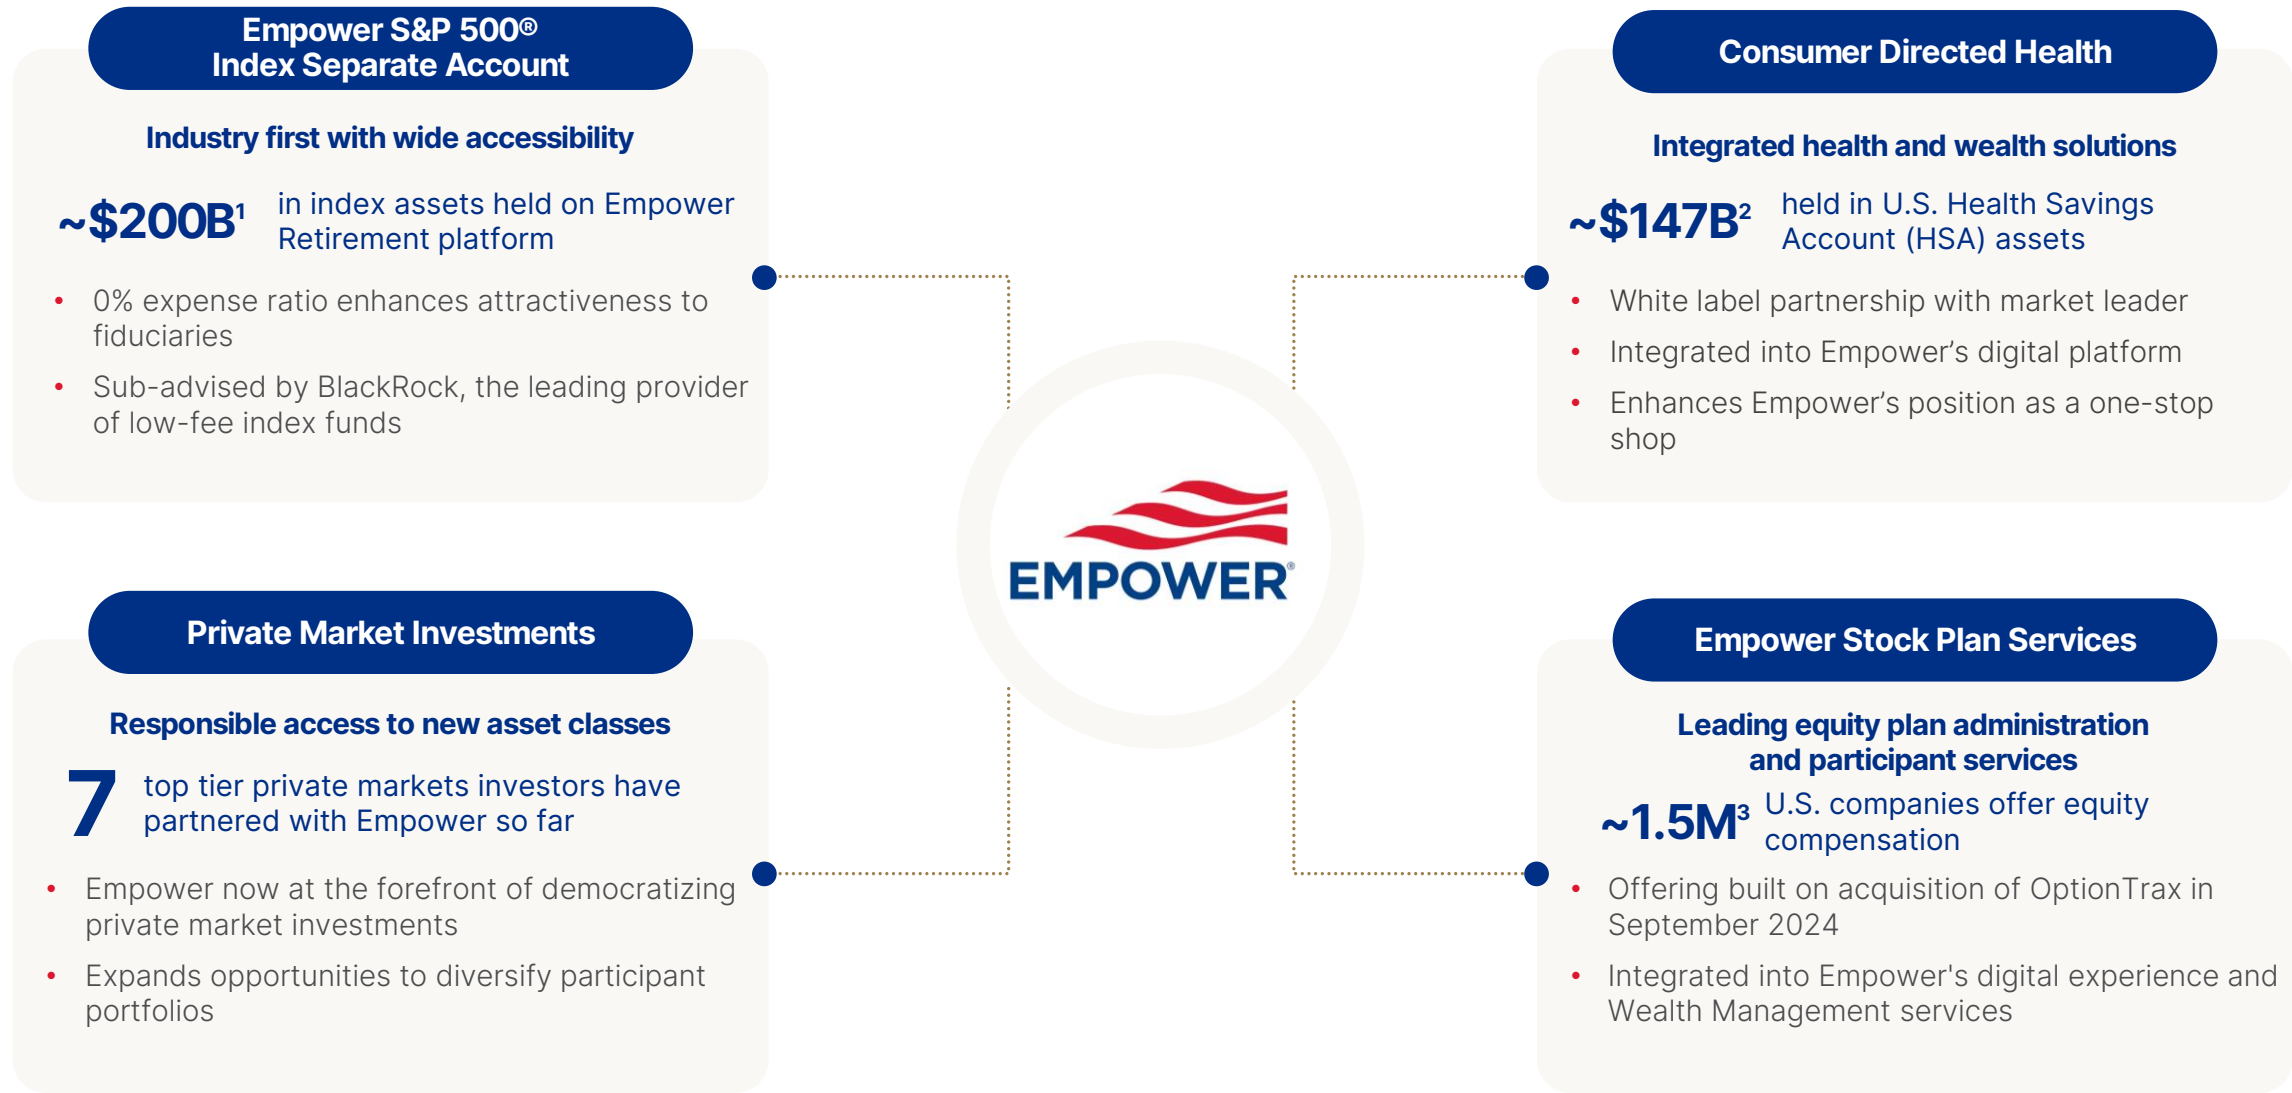 Empower S&P 500®
Index Separate Account
Industry first with wide accessibility
~$200B¹
in index assets held on Empower
Retirement platform
• 0% expense ratio enhances attractiveness to
fiduciaries
• Sub-advised by BlackRock, the leading provider
of low-fee index funds
Consumer Directed Health
Integrated health and wealth solutions
~$147B²
held in U.S. Health Savings
Account (HSA) assets
• White label partnership with market leader
• Integrated into Empower’s digital platform
• Enhances Empower’s position as a one-stop
shop
EMPOWER®
Private Market Investments
Responsible access to new asset classes
7
top tier private markets investors have
partnered with Empower so far
• Empower now at the forefront of democratizing
private market investments
• Expands opportunities to diversify participant
portfolios
Empower Stock Plan Services
Leading equity plan administration
and participant services
~1.5M³
U.S. companies offer equity
compensation
• Offering built on acquisition of OptionTrax in
September 2024
• Integrated into Empower's digital experience and
Wealth Management services